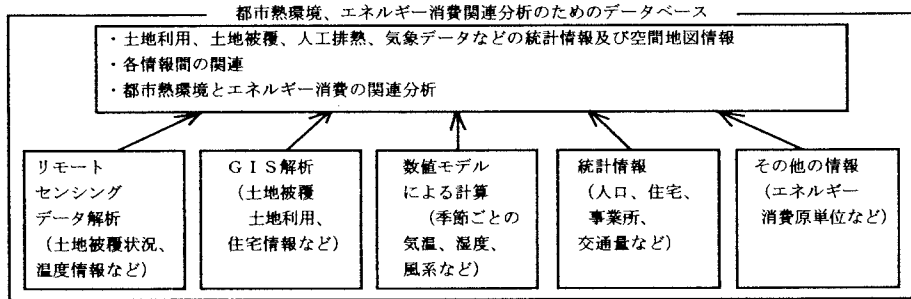 都市熱環境、エネルギー消費関連分析のためのデータベース
・土地利用、土地被覆、人工排熱、気象データなどの統計情報及び空間地図情報
・各情報間の関連
・都市熱環境とエネルギー消費の関連分析
リモート
センシング
データ解析
（土地被覆状況、
温度情報など）
ＧＩＳ解析
（土地被覆
土地利用、
住宅情報など）
数値モデル
による計算
（季節ごとの
気温、湿度、
風系など）
統計情報
（人口、住宅、
事業所、
交通量など）
その他の情報
（エネルギー
消費原単位など）